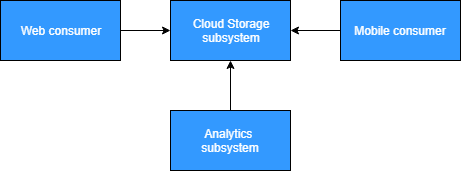 Web consumer
Cloud Storage
subsystem
Mobile consumer
Analytics
subsystem